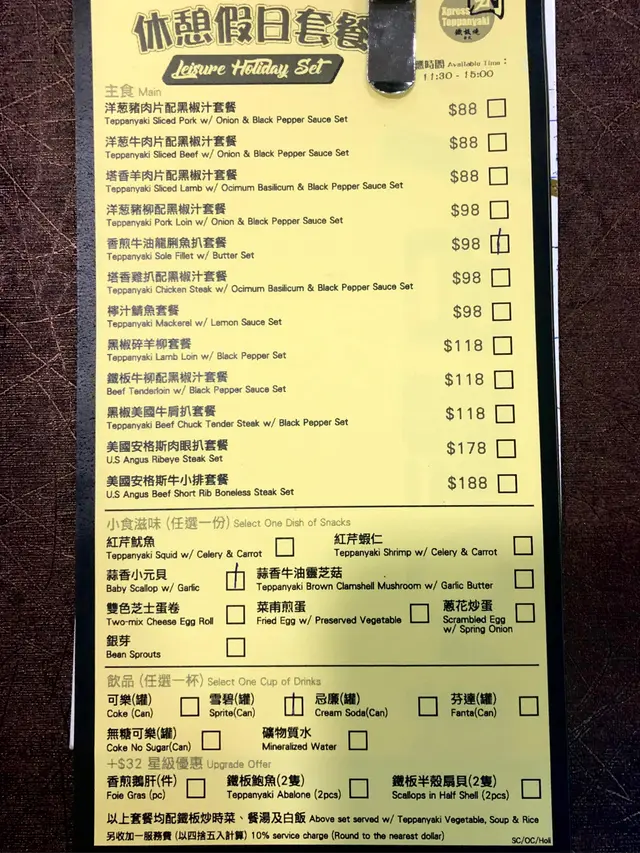 休憩假日套餐
Xpress
Teppanyaki
鐵板燒
Leisure Holiday Set
時間 Available Time :
11:30 - 15:00
主食 Main
洋葱豬肉片配黑椒汁套餐 $88
Teppanyaki Sliced Pork w/ Onion & Black Pepper Sauce Set
洋葱牛肉片配黑椒汁套餐 $88
Teppanyaki Sliced Beef w/ Onion & Black Pepper Sauce Set
塔香羊肉片配黑椒汁套餐 $88
Teppanyaki Sliced Lamb w/ Ocimum Basilicum & Black Pepper Sauce Set
洋葱豬柳配黑椒汁套餐 $98
Teppanyaki Pork Loin w/ Onion & Black Pepper Sauce Set
香煎牛油龍脷魚扒套餐 $98
Teppanyaki Sole Fillet w/ Butter Set
塔香雞扒配黑椒汁套餐 $98
Teppanyaki Chicken Steak w/ Ocimum Basilicum & Black Pepper Sauce Set
檸汁鯖魚套餐 $98
Teppanyaki Mackerel w/ Lemon Sauce Set
黑椒碎羊柳套餐 $118
Teppanyaki Lamb Loin w/ Black Pepper Set
鐵板牛柳配黑椒汁套餐 $118
Beef Tenderloin w/ Black Pepper Sauce Set
黑椒美國牛肩扒套餐 $118
Teppanyaki Beef Chuck Tender Steak w/ Black Pepper Set
美國安格斯肉眼扒套餐 $178
U.S Angus Ribeye Steak Set
美國安格斯牛小排套餐 $188
U.S Angus Beef Short Rib Boneless Steak Set
小食滋味 (任選一份) Select One Dish of Snacks
紅芹魷魚 紅芹蝦仁
Teppanyaki Squid w/ Celery & Carrot Teppanyaki Shrimp w/ Celery & Carrot
蒜香小元貝 蒜香牛油靈芝菇
Baby Scallop w/ Garlic Teppanyaki Brown Clamshell Mushroom w/ Garlic Butter
雙色芝士蛋卷 菜甫煎蛋 蔥花炒蛋
Two-mix Cheese Egg Roll Fried Egg w/ Preserved Vegetable Scrambled Egg
w/ Spring Onion
銀芽
Bean Sprouts
飲品 (任選一杯) Select One Cup of Drinks
可樂(罐) 雪碧(罐) 忌廉(罐) 芬達(罐)
Coke (Can) Sprite(Can) Cream Soda(Can) Fanta(Can)
無糖可樂(罐) 礦物質水
Coke No Sugar(Can) Mineralized Water
+$32 星級優惠 Upgrade Offer
香煎鵝肝(件) 鐵板鮑魚(2隻) 鐵板半殼扇貝(2隻)
Foie Gras (pc) Teppanyaki Abalone (2pcs) Scallops in Half Shell (2pcs)
以上套餐均配鐵板炒時菜、餐湯及白飯 Above set served w/ Teppanyaki Vegetable, Soup & Rice
另收加一服務費 (以四捨五入計算) 10% service charge (Round to the nearest dollar)
SC/OC/Holi